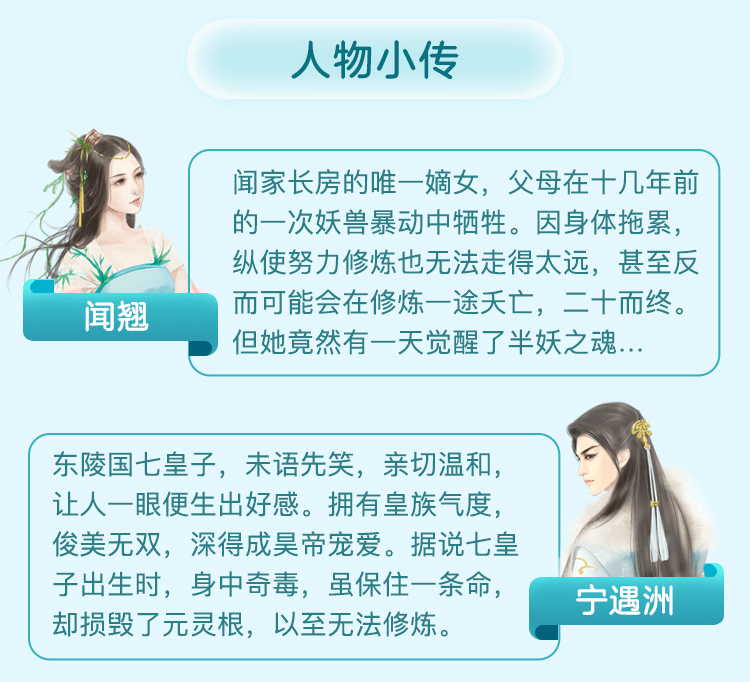 人物小传
闻家长房的唯一嫡女，父母在十几年前
的一次妖兽暴动中牺牲。因身体拖累，
纵使努力修炼也无法走得太远，甚至反
而可能会在修炼一途夭亡，二十而终。
但她竟然有一天觉醒了半妖之魂...
闻翘
东陵国七皇子，未语先笑，亲切温和，
让人一眼便生出好感。拥有皇族气度，
俊美无双，深得成昊帝宠爱。据说七皇
子出生时，身中奇毒，虽保住一条命，
却损毁了元灵根，以至无法修炼。
宁遇洲